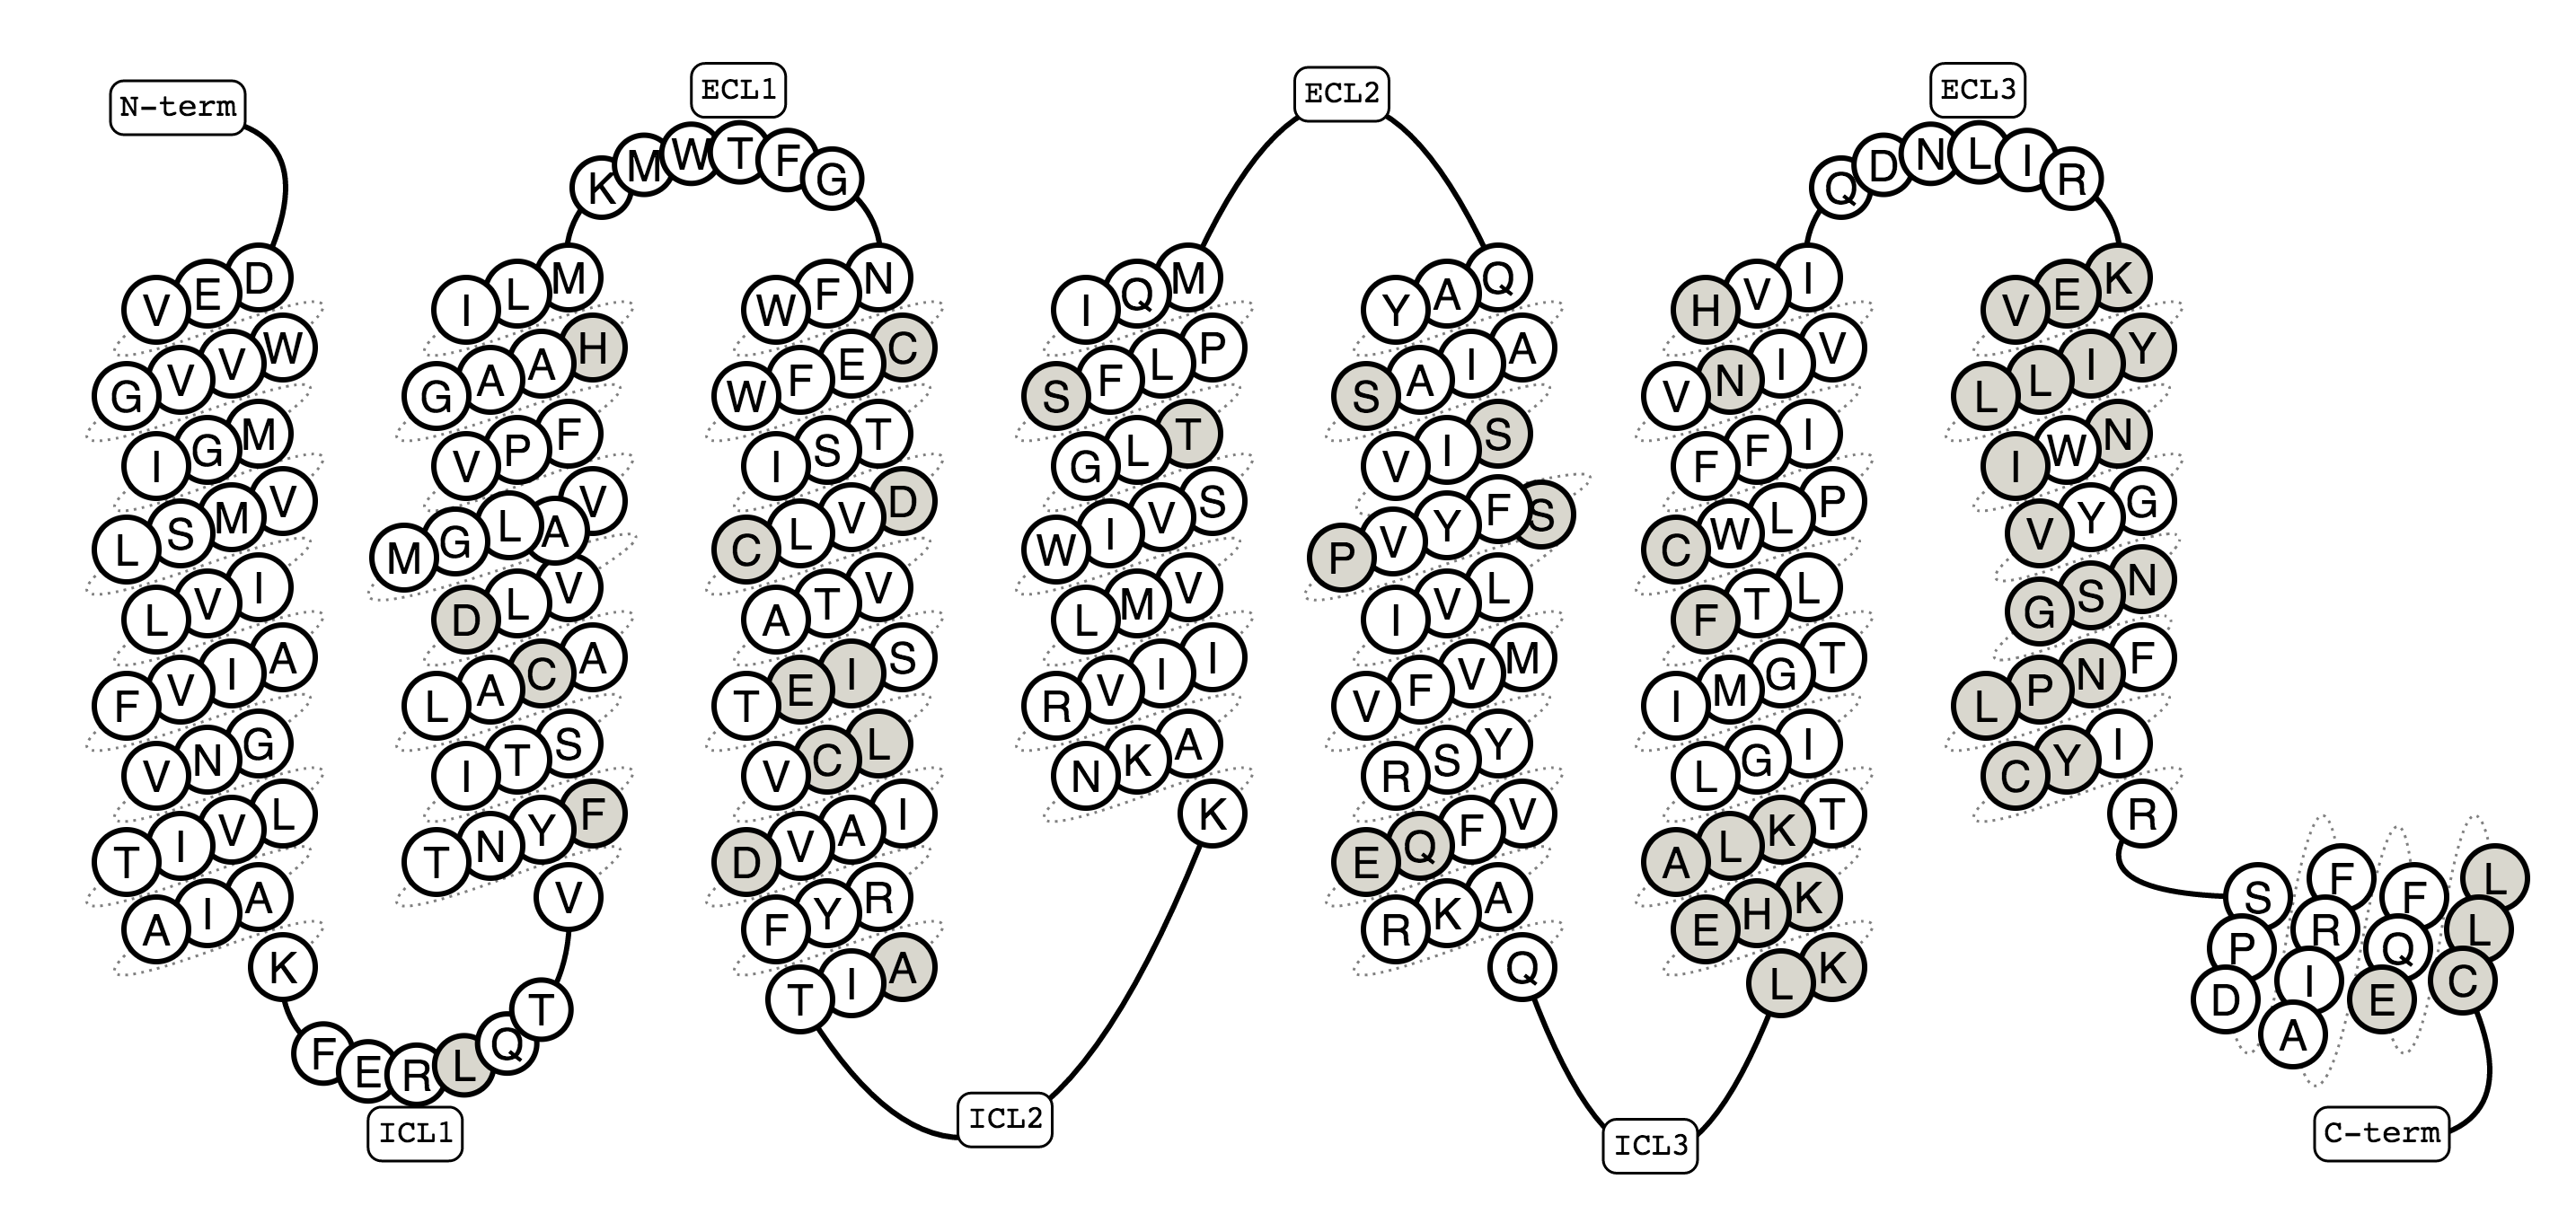 N-term
V E D
G V V W
I G M
L S M V
L V I
F V I A
V N G
T I V L
A I A
K
F E R L Q T
ICL1
I L M
G A A H
V P F
M G L A V
D L V
L A C A
I T S
T N Y F
V
ECL1
K M W T F G
W F N
W F E C
I S T
C L V D
A T V
T E I S
V C L
D V A I
F Y R
T I A
ICL2
I Q M
S F L P
G L T
W I V S
L M V
R V I I
N K A
K
ECL2
Y A Q
S A I A
V I S
P V Y F S
I V L
V F V M
R S Y
E Q F V
R K A
Q
ICL3
H V I
V N I V
F F I
C W L P
F T L
I M G T
L G I
A L K T
E H K
L K
ECL3
Q D N L I R
V E K
L L I Y
I W N
V Y G
G S N
L P N F
C Y I
R
S P D
F R I A
F Q E
L L C
C-term